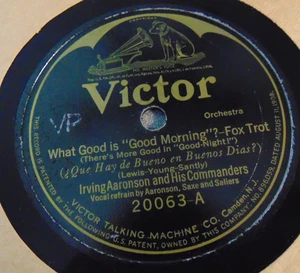 Victor
Orchestra
VP
What Good is "Good Morning"?-Fox Trot
(There's More Good in "Good-Night!")
(¿Que Hay de Bueno en Buenos Dias?)
(Lewis-Young-Santly)
Irving Aaronson and His Commanders
Vocal refrain by Aaronson, Saxe and Saliers
20063-A
VICTOR TALKING MACHINE CO. Camden, N.J.